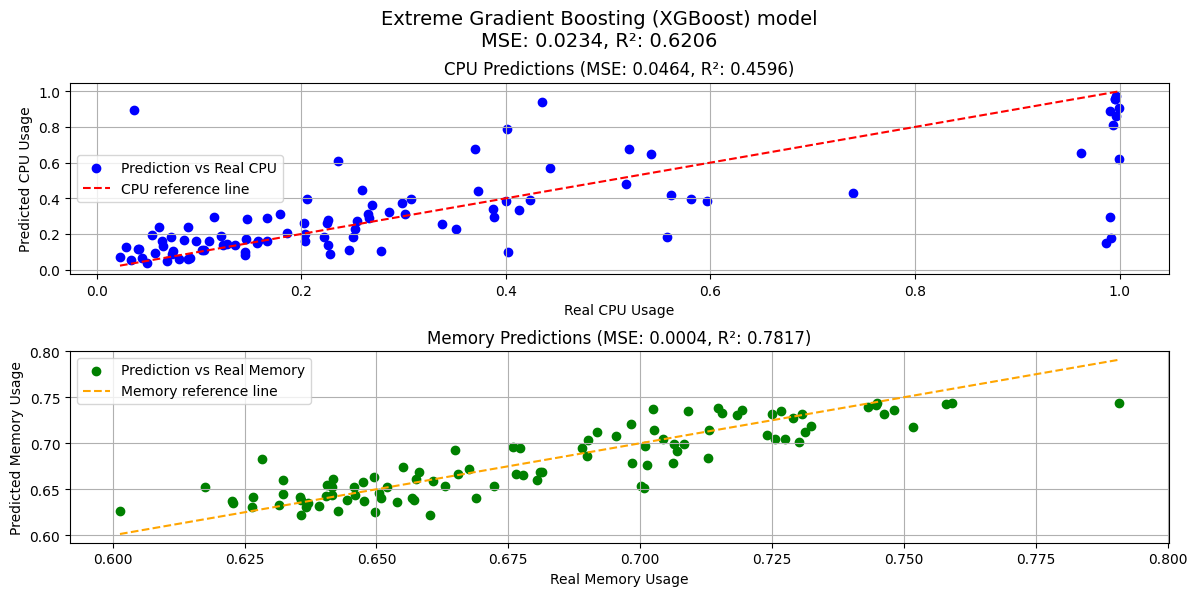 Extreme Gradient Boosting (XGBoost) model
MSE: 0.0234, R²: 0.6206
CPU Predictions (MSE: 0.0464, R²: 0.4596)
Predicted CPU Usage
1.0
0.8
0.6
0.4
0.2
0.0
Prediction vs Real CPU
CPU reference line
0.0 0.2 0.4 0.6 0.8 1.0
Real CPU Usage
Memory Predictions (MSE: 0.0004, R²: 0.7817)
Predicted Memory Usage
0.80
0.75
0.70
0.65
0.60
Prediction vs Real Memory
Memory reference line
0.600 0.625 0.650 0.675 0.700 0.725 0.750 0.775 0.800
Real Memory Usage